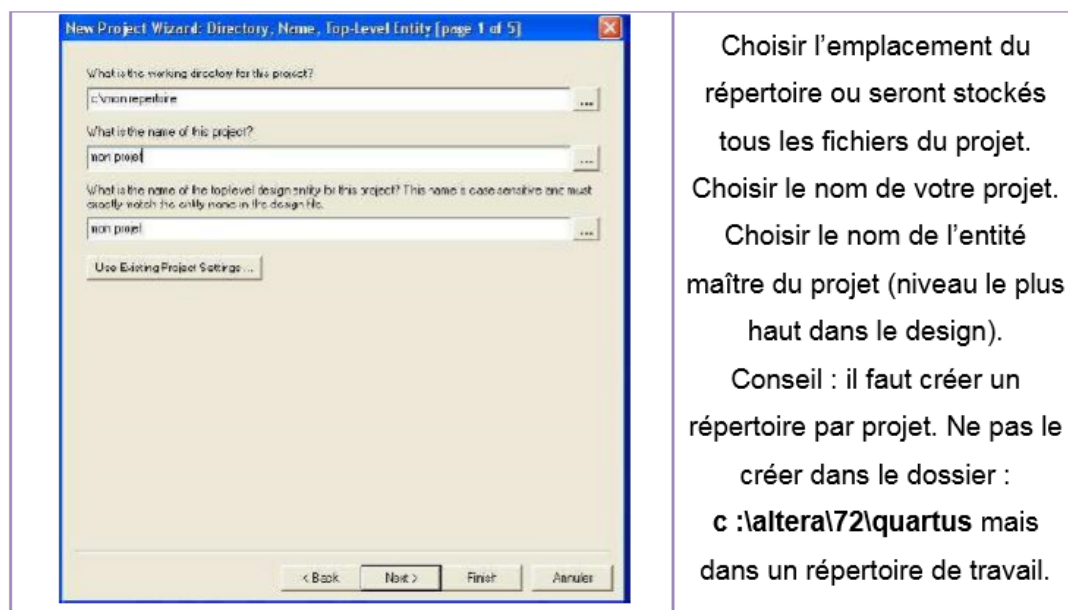 New Project Wizard: Directory, Name, Top-Level Entity [page 1 of 5]
What is the working directory for this project?
c:\mon repertoire
...
What is the name of this project?
mon projet
...
What is the name of the top-level design entity for this project? This name is case sensitive and must
exactly match the entity name in the design file.
mon projet
...
Use Existing Project Settings ...
< Back
Next >
Finish
Annuler
Choisir l’emplacement du
répertoire ou seront stockés
tous les fichiers du projet.
Choisir le nom de votre projet.
Choisir le nom de l’entité
maître du projet (niveau le plus
haut dans le design).
Conseil : il faut créer un
répertoire par projet. Ne pas le
créer dans le dossier :
c :\altera\72\quartus mais
dans un répertoire de travail.